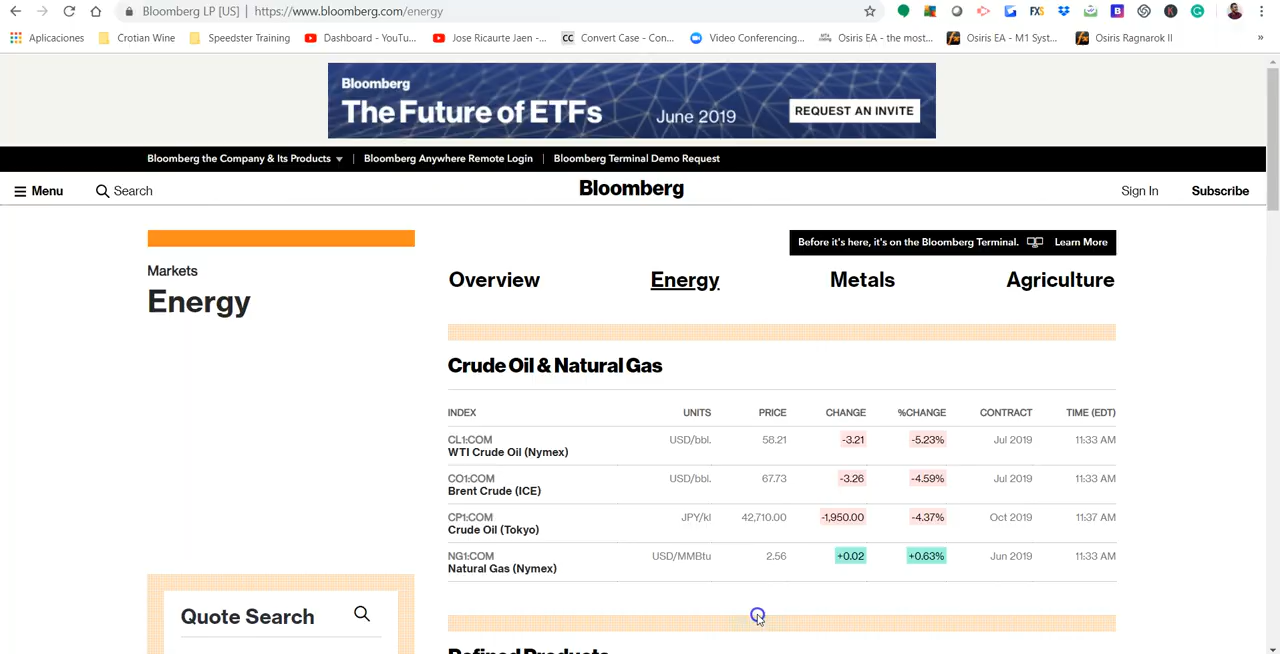 Bloomberg LP [US] | https://www.bloomberg.com/energy
Aplicaciones Crotian Wine Speedster Training Dashboard - YouTu... Jose Ricaurte Jaen -... CC Convert Case - Con... Video Conferencing... Osiris EA - the most... Osiris EA - M1 Syst... Osiris Ragnarok II »
Bloomberg
The Future of ETFs June 2019 REQUEST AN INVITE
Bloomberg the Company & Its Products | Bloomberg Anywhere Remote Login | Bloomberg Terminal Demo Request
Menu Search Bloomberg Sign In Subscribe
Before it's here, it's on the Bloomberg Terminal. Learn More
Markets
Energy
Overview Energy Metals Agriculture
Crude Oil & Natural Gas
INDEX UNITS PRICE CHANGE %CHANGE CONTRACT TIME (EDT)
CL1:COM USD/bbl. 58.21 -3.21 -5.23% Jul 2019 11:33 AM
WTI Crude Oil (Nymex)
CO1:COM USD/bbl. 67.73 -3.26 -4.59% Jul 2019 11:33 AM
Brent Crude (ICE)
CP1:COM JPY/kl 42,710.00 -1,950.00 -4.37% Oct 2019 11:37 AM
Crude Oil (Tokyo)
NG1:COM USD/MMBtu 2.56 +0.02 +0.63% Jun 2019 11:33 AM
Natural Gas (Nymex)
Quote Search
Refined Products